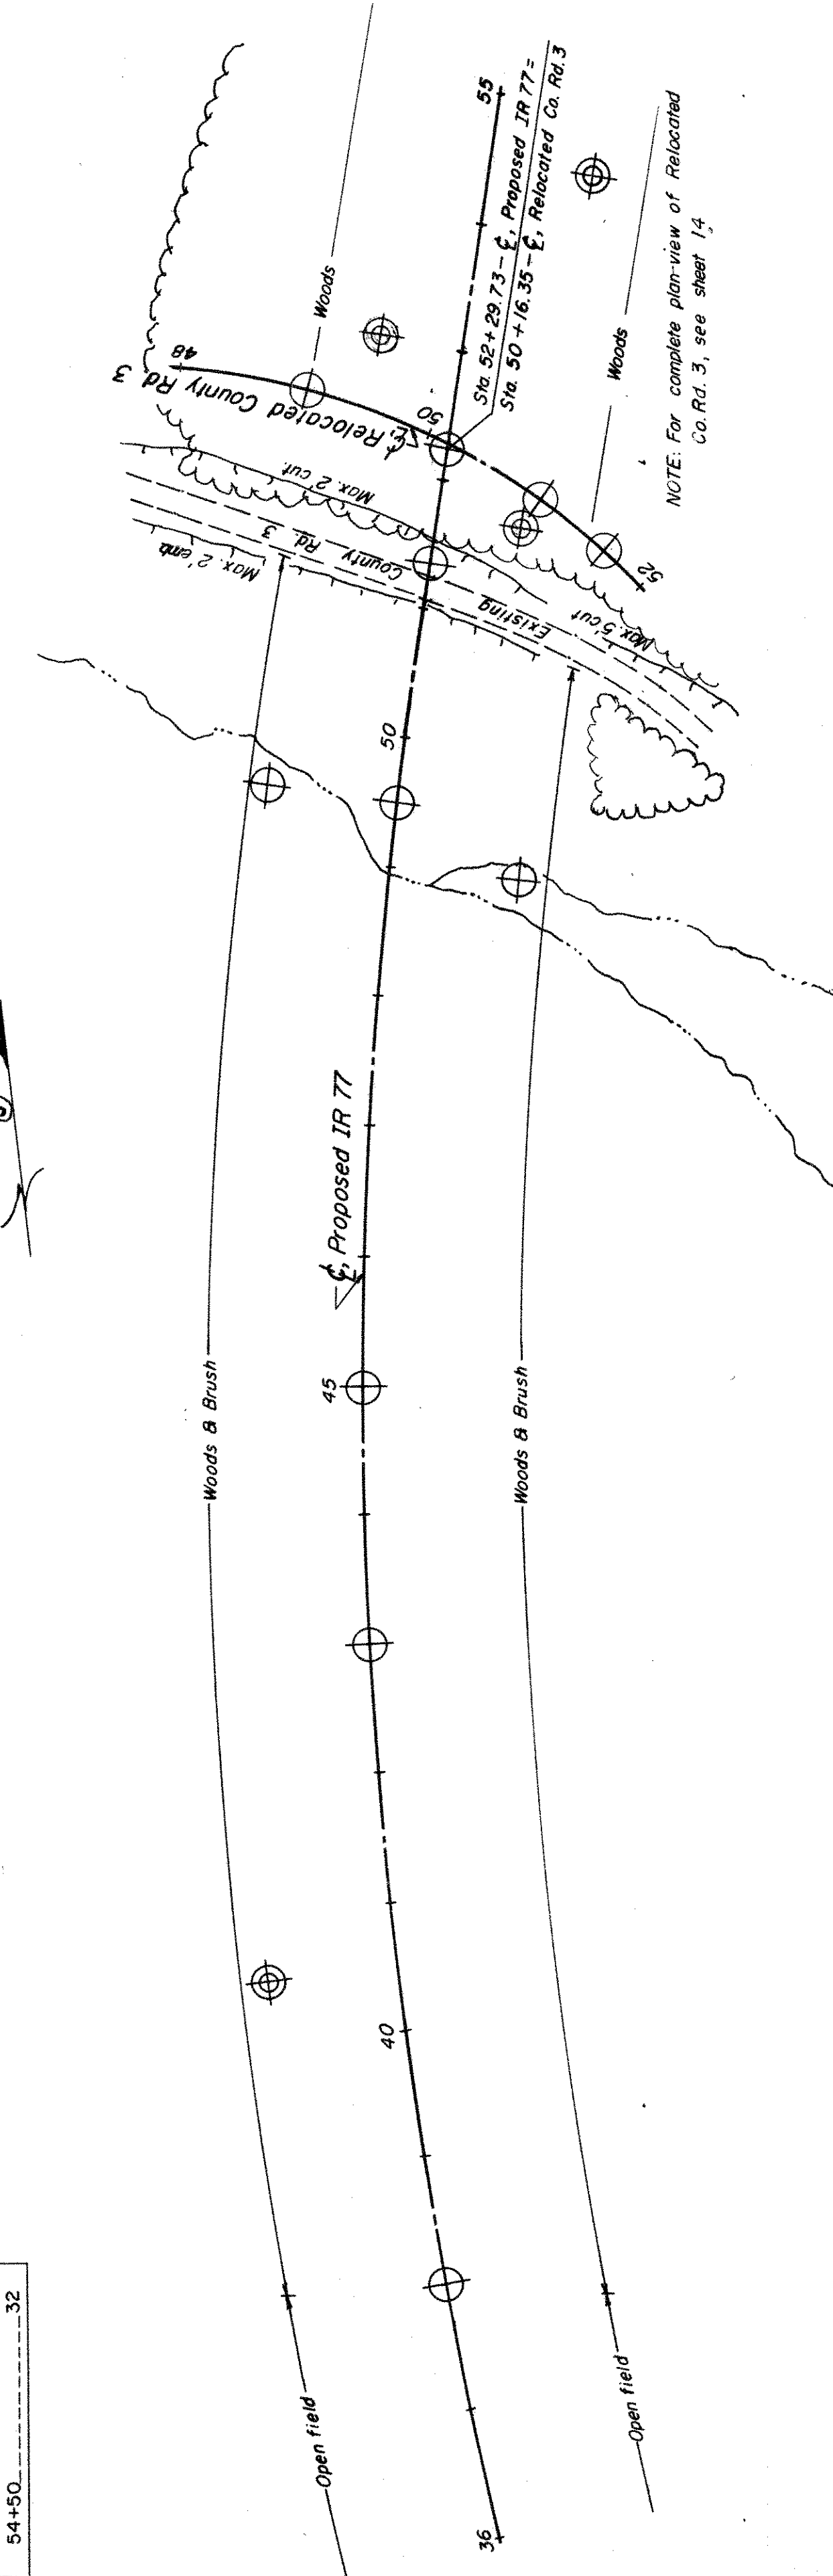 54+50 32
Open field
Open field
36
40
45
50
55
Woods & Brush
Woods & Brush
℄, Proposed IR 77
Max. 2' emb
Existing County Rd. 3
Max. 2' cut
Max. 5' cut
℄, Relocated County Rd 3
48
50
52
Woods
Woods
Sta. 52+29.73-℄, Proposed IR 77=
Sta. 50+16.35-℄, Relocated Co. Rd. 3
NOTE: For complete plan-view of Relocated
Co. Rd. 3, see sheet 14